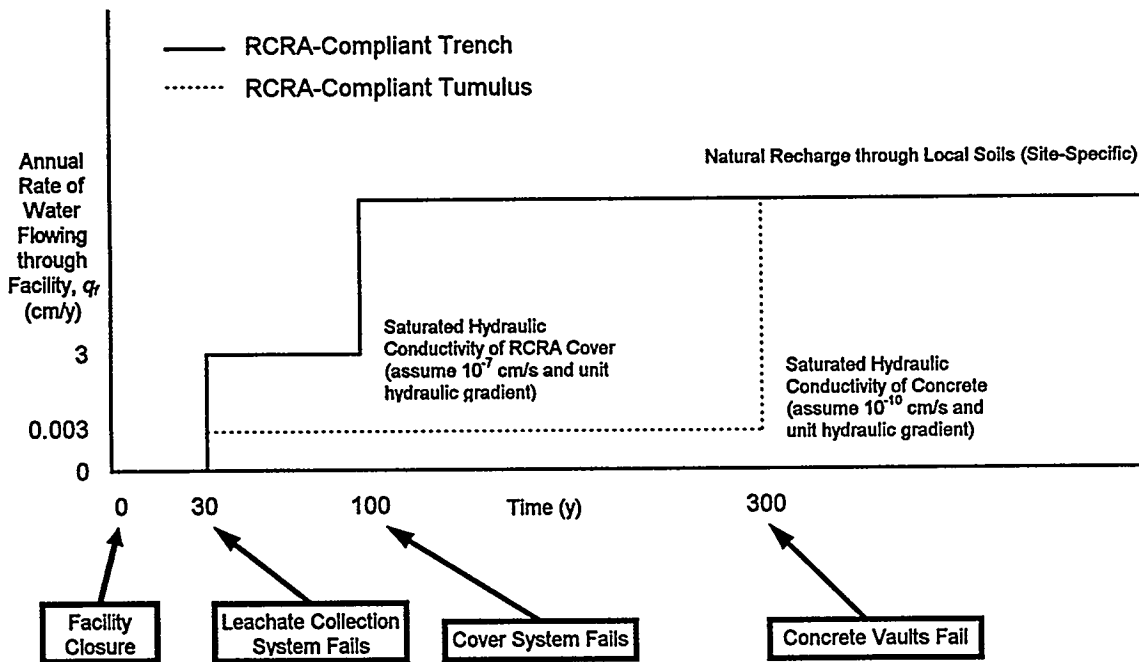 RCRA-Compliant Trench
RCRA-Compliant Tumulus
Annual
Rate of
Water
Flowing
through
Facility, qf
(cm/y)
Natural Recharge through Local Soils (Site-Specific)
Saturated Hydraulic
Conductivity of RCRA Cover
(assume 10⁻⁷ cm/s and unit
hydraulic gradient)
Saturated Hydraulic
Conductivity of Concrete
(assume 10⁻¹⁰ cm/s and
unit hydraulic gradient)
3
0.003
0
0 30 100 Time (y) 300
Facility
Closure
Leachate Collection
System Fails
Cover System Fails
Concrete Vaults Fail